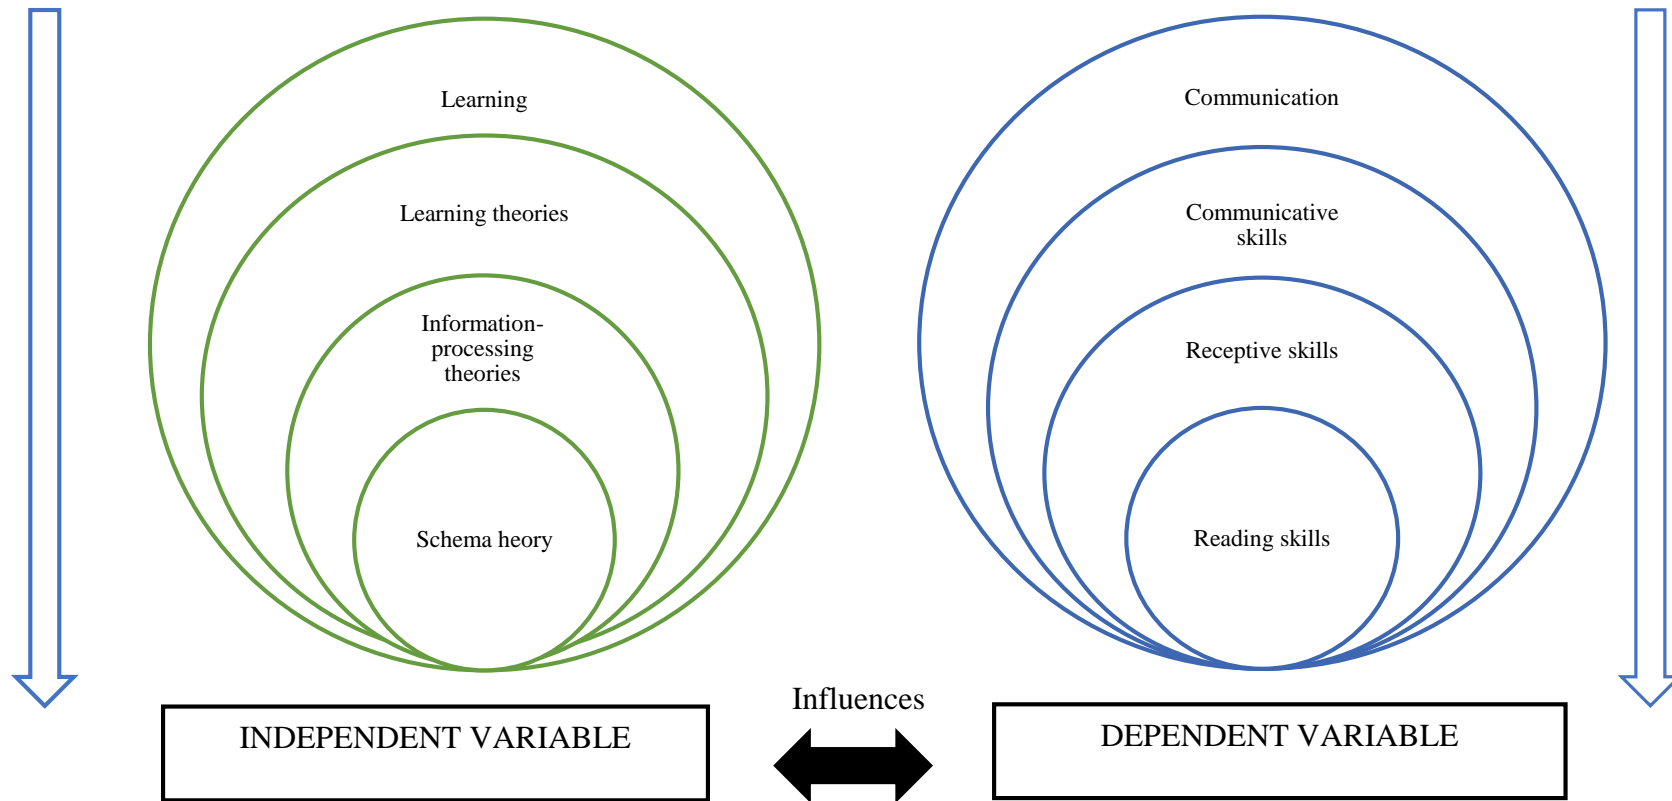 Learning
Learning theories
Information-
processing
theories
Schema heory
Communication
Communicative
skills
Receptive skills
Reading skills
Influences
INDEPENDENT VARIABLE
DEPENDENT VARIABLE